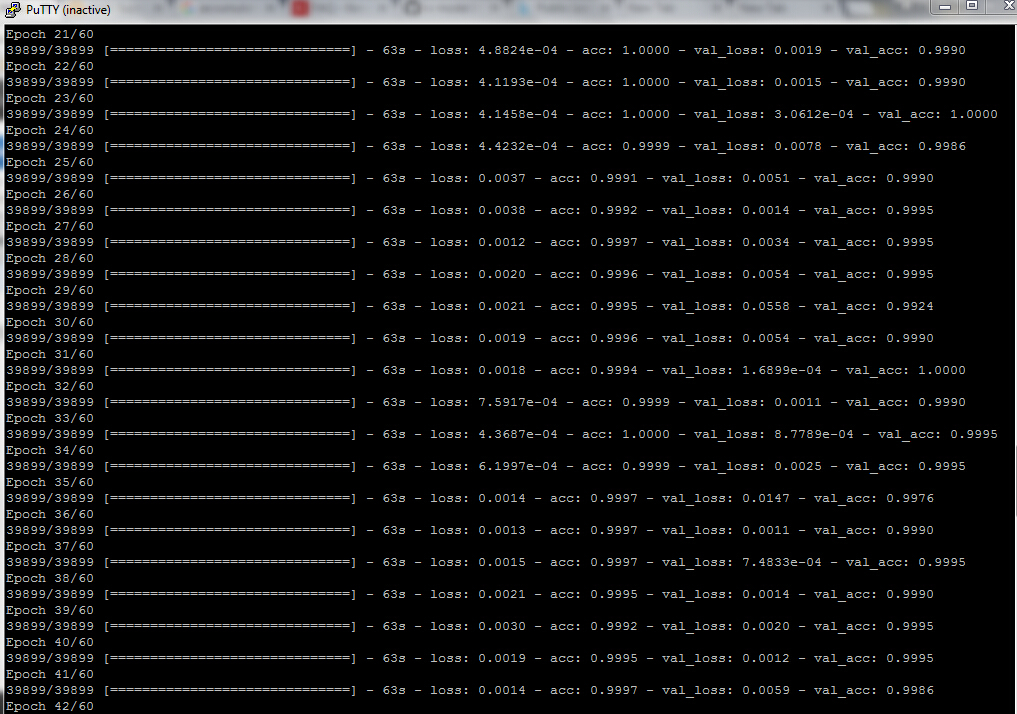 PuTTY (inactive)
Epoch 21/60
39899/39899 [==============================] - 63s - loss: 4.8824e-04 - acc: 1.0000 - val_loss: 0.0019 - val_acc: 0.9990
Epoch 22/60
39899/39899 [==============================] - 63s - loss: 4.1193e-04 - acc: 1.0000 - val_loss: 0.0015 - val_acc: 0.9990
Epoch 23/60
39899/39899 [==============================] - 63s - loss: 4.1458e-04 - acc: 1.0000 - val_loss: 3.0612e-04 - val_acc: 1.0000
Epoch 24/60
39899/39899 [==============================] - 63s - loss: 4.4232e-04 - acc: 0.9999 - val_loss: 0.0078 - val_acc: 0.9986
Epoch 25/60
39899/39899 [==============================] - 63s - loss: 0.0037 - acc: 0.9991 - val_loss: 0.0051 - val_acc: 0.9990
Epoch 26/60
39899/39899 [==============================] - 63s - loss: 0.0038 - acc: 0.9992 - val_loss: 0.0014 - val_acc: 0.9995
Epoch 27/60
39899/39899 [==============================] - 63s - loss: 0.0012 - acc: 0.9997 - val_loss: 0.0034 - val_acc: 0.9995
Epoch 28/60
39899/39899 [==============================] - 63s - loss: 0.0020 - acc: 0.9996 - val_loss: 0.0054 - val_acc: 0.9995
Epoch 29/60
39899/39899 [==============================] - 63s - loss: 0.0021 - acc: 0.9995 - val_loss: 0.0558 - val_acc: 0.9924
Epoch 30/60
39899/39899 [==============================] - 63s - loss: 0.0019 - acc: 0.9996 - val_loss: 0.0054 - val_acc: 0.9990
Epoch 31/60
39899/39899 [==============================] - 63s - loss: 0.0018 - acc: 0.9994 - val_loss: 1.6899e-04 - val_acc: 1.0000
Epoch 32/60
39899/39899 [==============================] - 63s - loss: 7.5917e-04 - acc: 0.9999 - val_loss: 0.0011 - val_acc: 0.9990
Epoch 33/60
39899/39899 [==============================] - 63s - loss: 4.3687e-04 - acc: 1.0000 - val_loss: 8.7789e-04 - val_acc: 0.9995
Epoch 34/60
39899/39899 [==============================] - 63s - loss: 6.1997e-04 - acc: 0.9999 - val_loss: 0.0025 - val_acc: 0.9995
Epoch 35/60
39899/39899 [==============================] - 63s - loss: 0.0014 - acc: 0.9997 - val_loss: 0.0147 - val_acc: 0.9976
Epoch 36/60
39899/39899 [==============================] - 63s - loss: 0.0013 - acc: 0.9997 - val_loss: 0.0011 - val_acc: 0.9990
Epoch 37/60
39899/39899 [==============================] - 63s - loss: 0.0015 - acc: 0.9997 - val_loss: 7.4833e-04 - val_acc: 0.9995
Epoch 38/60
39899/39899 [==============================] - 63s - loss: 0.0021 - acc: 0.9995 - val_loss: 0.0014 - val_acc: 0.9990
Epoch 39/60
39899/39899 [==============================] - 63s - loss: 0.0030 - acc: 0.9992 - val_loss: 0.0020 - val_acc: 0.9995
Epoch 40/60
39899/39899 [==============================] - 63s - loss: 0.0019 - acc: 0.9995 - val_loss: 0.0012 - val_acc: 0.9995
Epoch 41/60
39899/39899 [==============================] - 63s - loss: 0.0014 - acc: 0.9997 - val_loss: 0.0059 - val_acc: 0.9986
Epoch 42/60